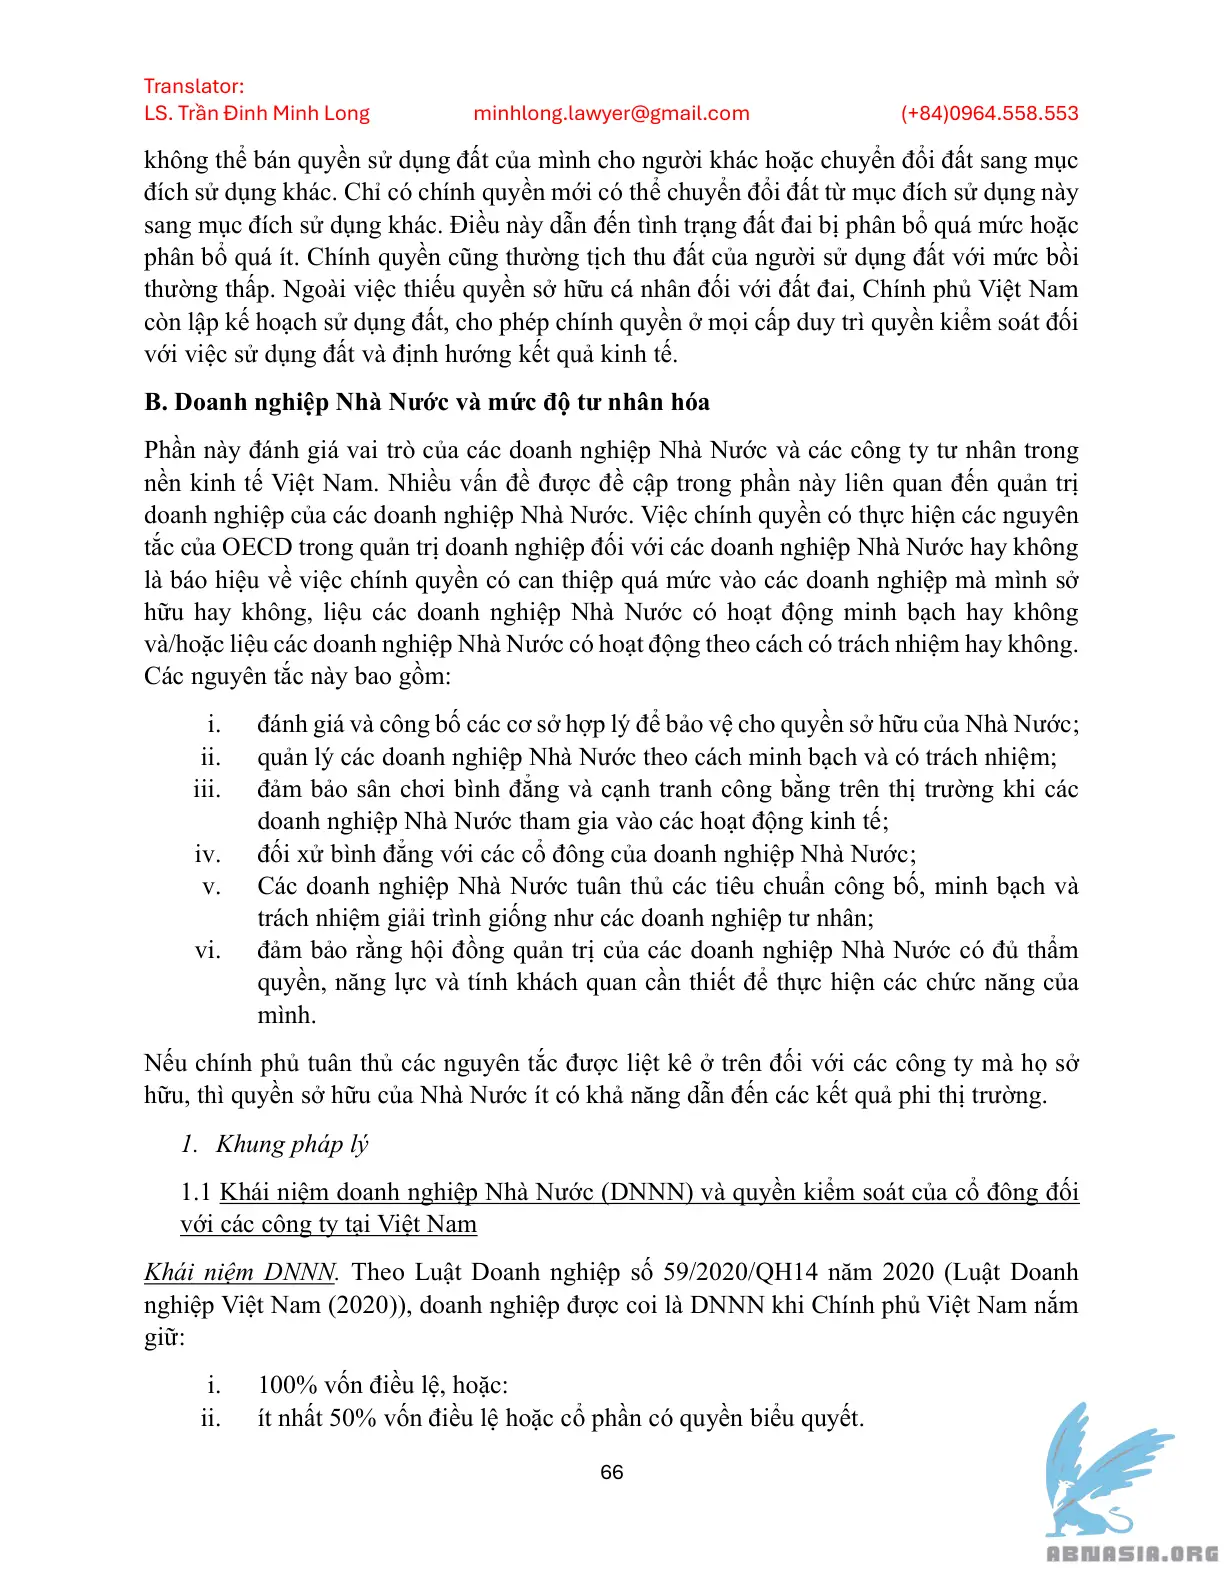 Translator:
LS. Trần Đinh Minh Long minhlong.lawyer@gmail.com (+84)0964.558.553
không thể bán quyền sử dụng đất của mình cho người khác hoặc chuyển đổi đất sang mục
đích sử dụng khác. Chỉ có chính quyền mới có thể chuyển đổi đất từ mục đích sử dụng này
sang mục đích sử dụng khác. Điều này dẫn đến tình trạng đất đai bị phân bổ quá mức hoặc
phân bổ quá ít. Chính quyền cũng thường tịch thu đất của người sử dụng đất với mức bồi
thường thấp. Ngoài việc thiếu quyền sở hữu cá nhân đối với đất đai, Chính phủ Việt Nam
còn lập kế hoạch sử dụng đất, cho phép chính quyền ở mọi cấp duy trì quyền kiểm soát đối
với việc sử dụng đất và định hướng kết quả kinh tế.
B. Doanh nghiệp Nhà Nước và mức độ tư nhân hóa
Phần này đánh giá vai trò của các doanh nghiệp Nhà Nước và các công ty tư nhân trong
nền kinh tế Việt Nam. Nhiều vấn đề được đề cập trong phần này liên quan đến quản trị
doanh nghiệp của các doanh nghiệp Nhà Nước. Việc chính quyền có thực hiện các nguyên
tắc của OECD trong quản trị doanh nghiệp đối với các doanh nghiệp Nhà Nước hay không
là báo hiệu về việc chính quyền có can thiệp quá mức vào các doanh nghiệp mà mình sở
hữu hay không, liệu các doanh nghiệp Nhà Nước có hoạt động minh bạch hay không
và/hoặc liệu các doanh nghiệp Nhà Nước có hoạt động theo cách có trách nhiệm hay không.
Các nguyên tắc này bao gồm:
i. đánh giá và công bố các cơ sở hợp lý để bảo vệ cho quyền sở hữu của Nhà Nước;
ii. quản lý các doanh nghiệp Nhà Nước theo cách minh bạch và có trách nhiệm;
iii. đảm bảo sân chơi bình đẳng và cạnh tranh công bằng trên thị trường khi các
doanh nghiệp Nhà Nước tham gia vào các hoạt động kinh tế;
iv. đối xử bình đẳng với các cổ đông của doanh nghiệp Nhà Nước;
v. Các doanh nghiệp Nhà Nước tuân thủ các tiêu chuẩn công bố, minh bạch và
trách nhiệm giải trình giống như các doanh nghiệp tư nhân;
vi. đảm bảo rằng hội đồng quản trị của các doanh nghiệp Nhà Nước có đủ thẩm
quyền, năng lực và tính khách quan cần thiết để thực hiện các chức năng của
mình.
Nếu chính phủ tuân thủ các nguyên tắc được liệt kê ở trên đối với các công ty mà họ sở
hữu, thì quyền sở hữu của Nhà Nước ít có khả năng dẫn đến các kết quả phi thị trường.
1. Khung pháp lý
1.1 Khái niệm doanh nghiệp Nhà Nước (DNNN) và quyền kiểm soát của cổ đông đối
với các công ty tại Việt Nam
Khái niệm DNNN. Theo Luật Doanh nghiệp số 59/2020/QH14 năm 2020 (Luật Doanh
nghiệp Việt Nam (2020)), doanh nghiệp được coi là DNNN khi Chính phủ Việt Nam nắm
giữ:
i. 100% vốn điều lệ, hoặc:
ii. ít nhất 50% vốn điều lệ hoặc cổ phần có quyền biểu quyết.
66
ABNASIA.ORG